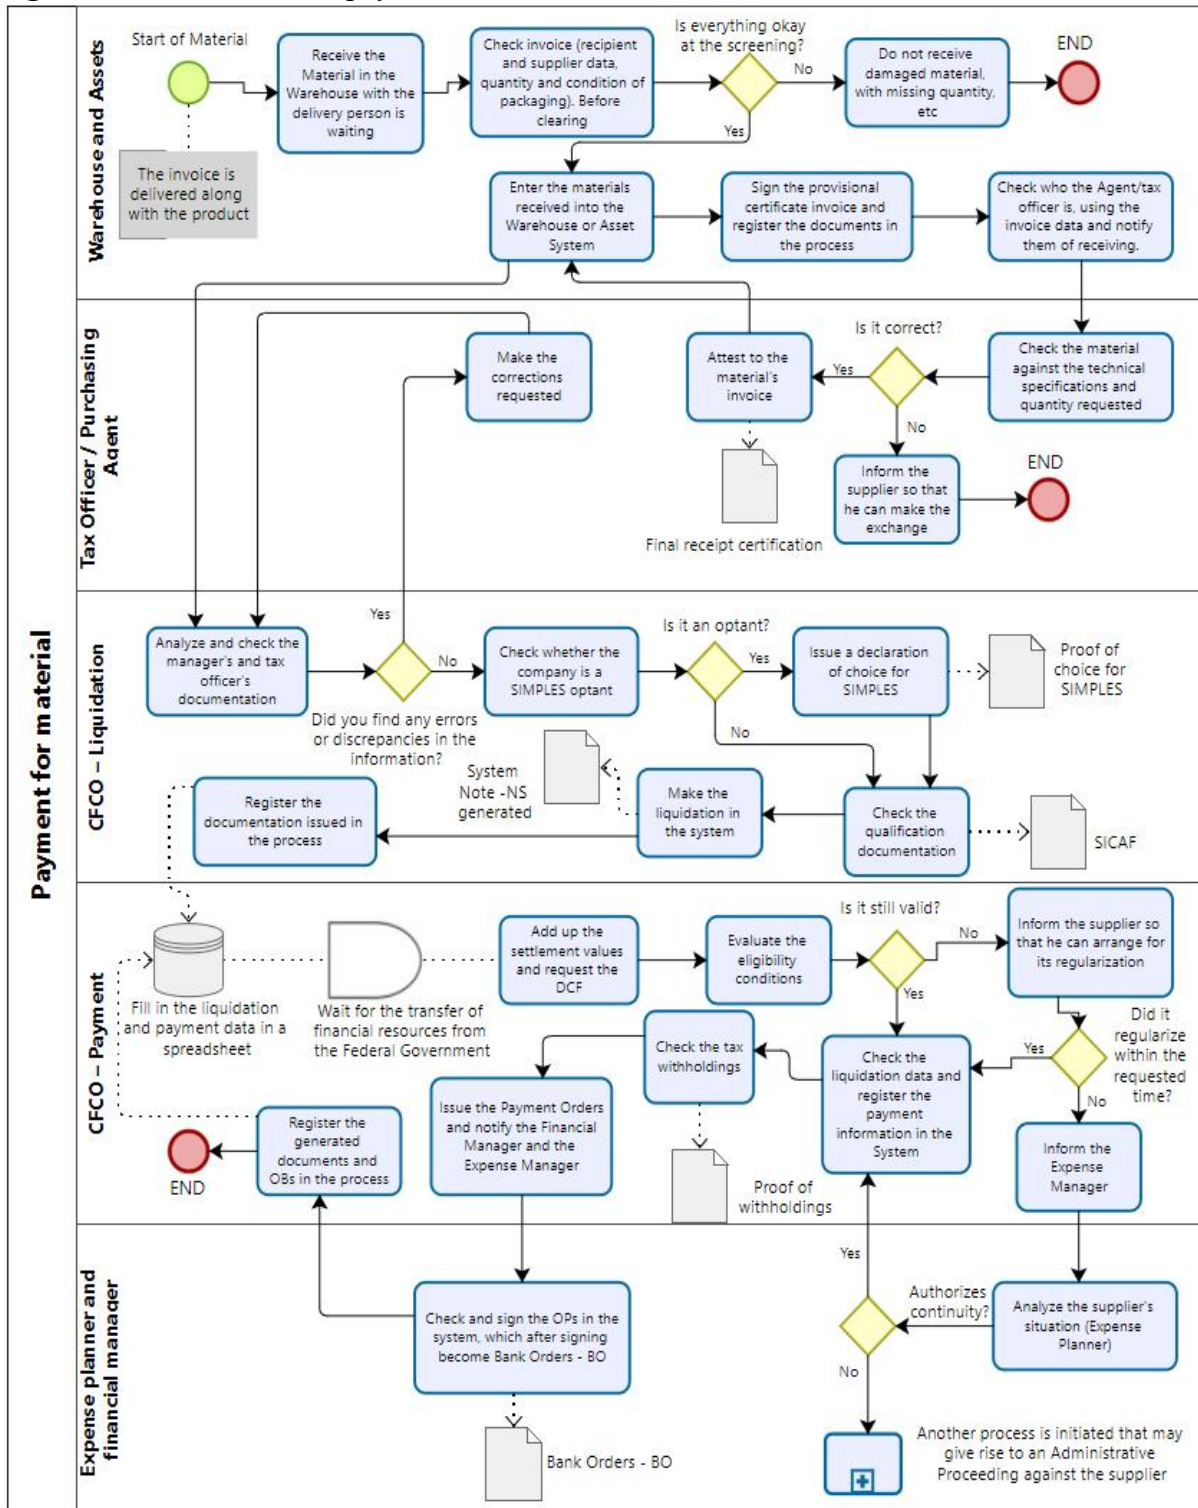 Payment for material
Warehouse and Assets
Start of Material
The invoice is
delivered along
with the product
Receive the
Material in the
Warehouse with the
delivery person is
waiting
Check invoice (recipient
and supplier data,
quantity and condition of
packaging). Before
clearing
Is everything okay
at the screening?
No
Yes
Do not receive
damaged material,
with missing quantity,
etc
END
Enter the materials
received into the
Warehouse or Asset
System
Sign the provisional
certificate invoice and
register the documents in
the process
Check who the Agent/tax
officer is, using the
invoice data and notify
them of receiving.
Tax Officer / Purchasing
Agent
Make the
corrections
requested
Attest to the
material's
invoice
Yes
Is it correct?
No
Check the material
against the technical
specifications and
quantity requested
Final receipt certification
Inform the
supplier so that
he can make the
exchange
END
CFCO – Liquidation
Analyze and check the
manager's and tax
officer's
documentation
Yes
No
Did you find any errors
or discrepancies in the
information?
Check whether the
company is a
SIMPLES optant
Is it an optant?
Yes
No
Issue a declaration
of choice for
SIMPLES
Proof of
choice for
SIMPLES
Register the
documentation issued in
the process
System
Note -NS
generated
Make the
liquidation in
the system
Check the
qualification
documentation
SICAF
CFCO – Payment
Fill in the liquidation
and payment data in a
spreadsheet
Wait for the transfer of
financial resources from
the Federal Government
Add up the
settlement values
and request the
DCF
Evaluate the
eligibility
conditions
Is it still valid?
No
Yes
Inform the supplier so
that he can arrange for
its regularization
Did it
regularize
within the
requested
time?
Yes
No
Check the tax
withholdings
Check the
liquidation data and
register the
payment
information in the
System
Issue the Payment Orders
and notify the Financial
Manager and the
Expense Manager
Register the
generated
documents and
OBs in the process
END
Proof of
withholdings
Inform the
Expense
Manager
Expense planner and
financial manager
Check and sign the OPs in the
system, which after signing
become Bank Orders - BO
Bank Orders - BO
Yes
Authorizes
continuity?
No
Analyze the supplier's
situation (Expense
Planner)
Another process is initiated that may
give rise to an Administrative
Proceeding against the supplier